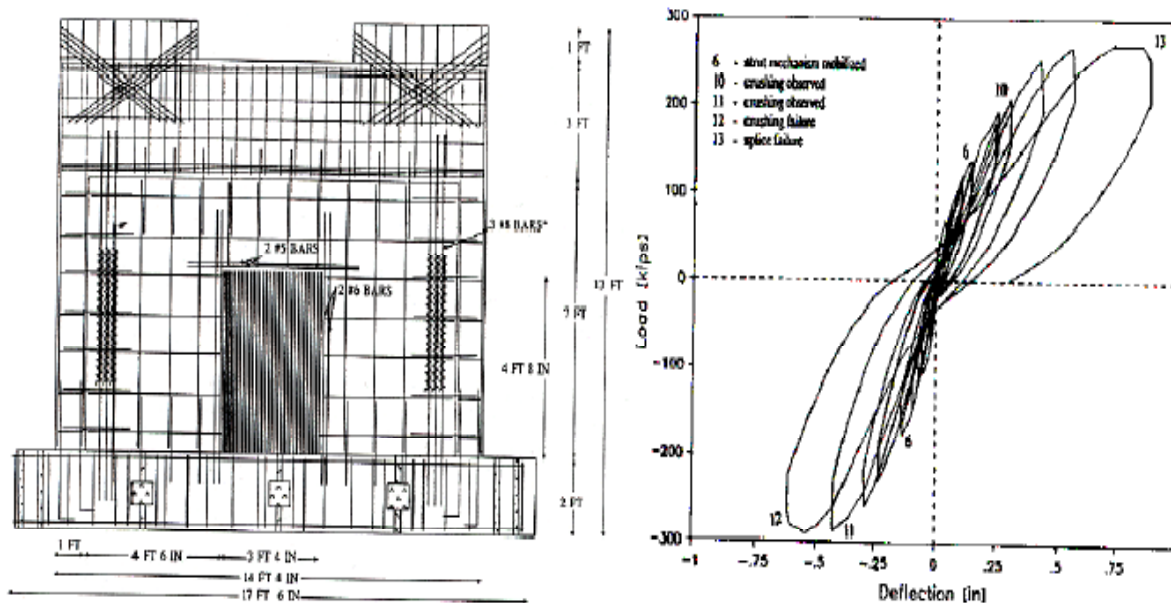 1 FT
3 FT
2 #5 BARS
3 #8 BARS*
2 #6 BARS
13 FT
7 FT
4 FT 8 IN
2 FT
1 FT
4 FT 6 IN
3 FT 4 IN
14 FT 4 IN
17 FT 6 IN
300
200
100
0
-100
-200
-300
Load [kips]
6 - strut mechanism mobilized
10 - crushing observed
11 - crushing observed
12 - crushing failure
13 - splice failure
13
10
6
6
12
11
-1
-.75
-.5
-.25
0
.25
.5
.75
Deflection [in]